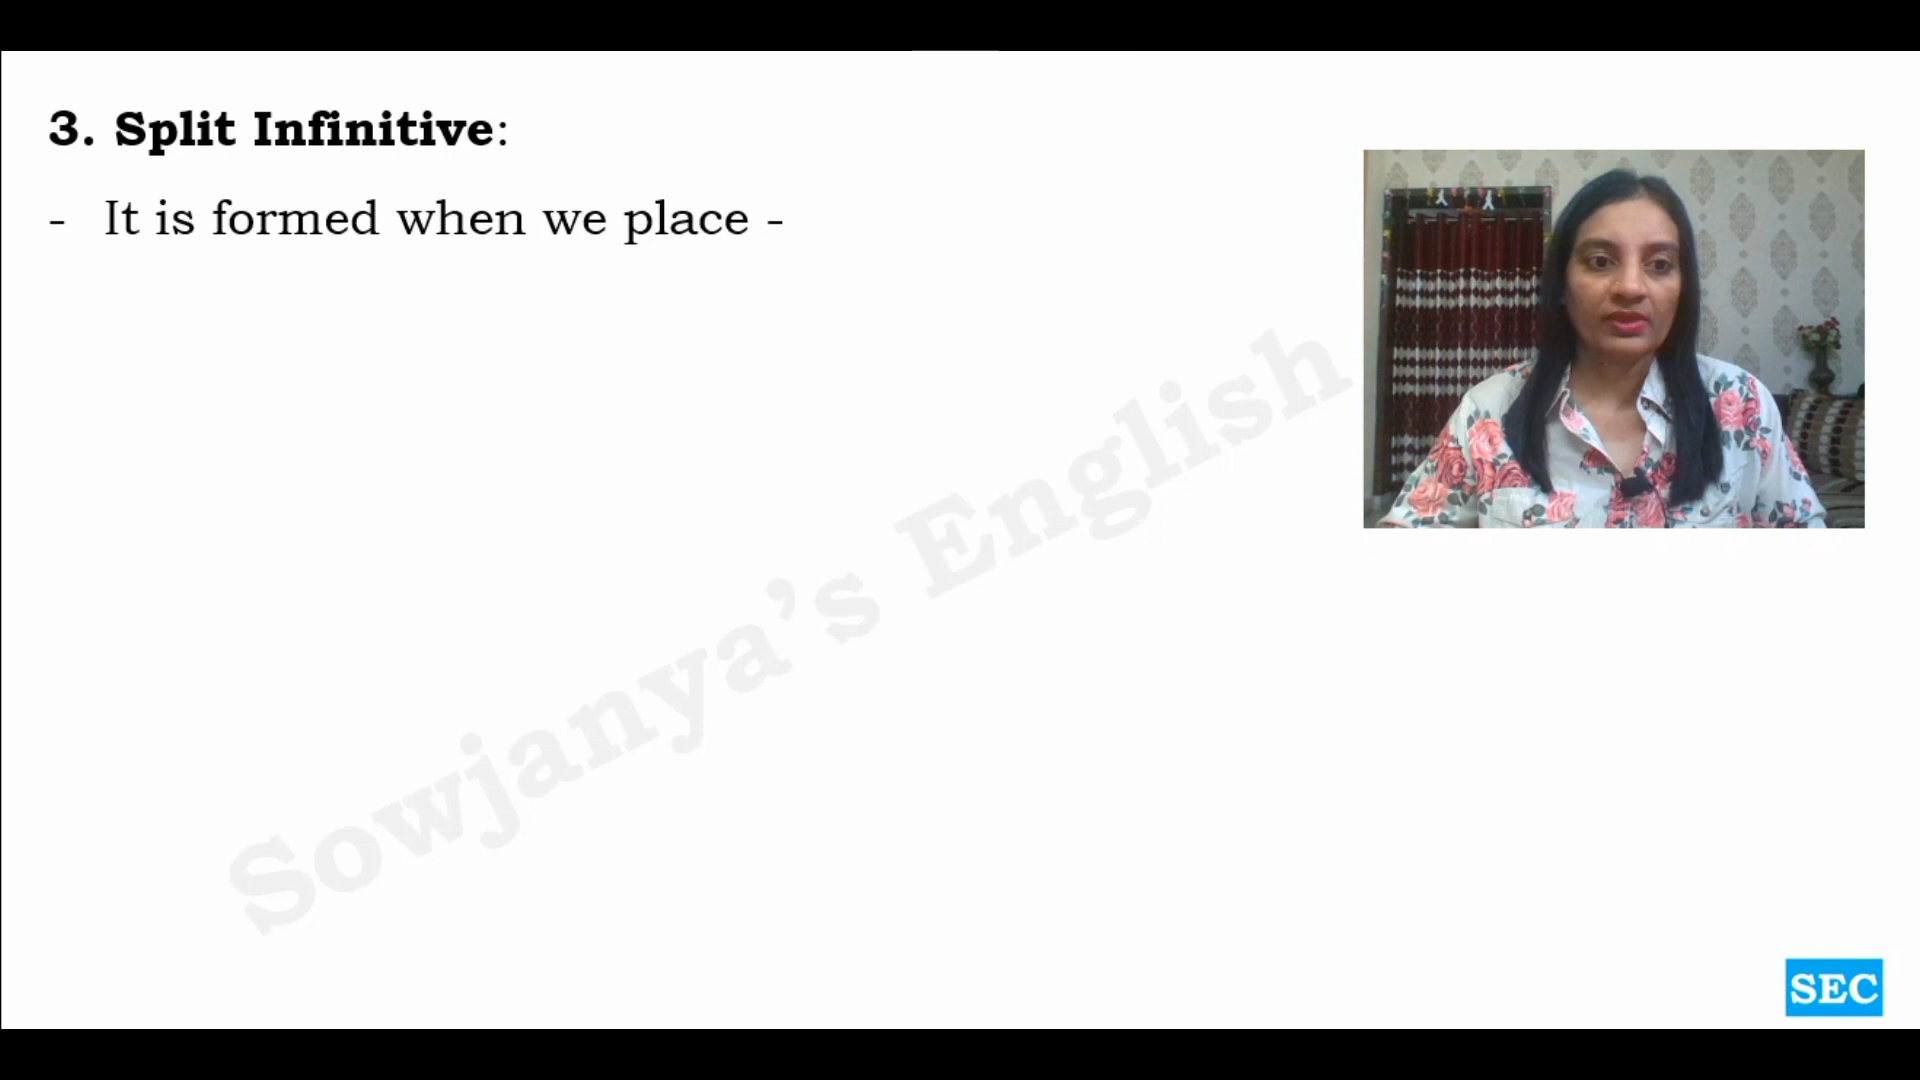 3. Split Infinitive:
- It is formed when we place -
Sowjanya's English
SEC